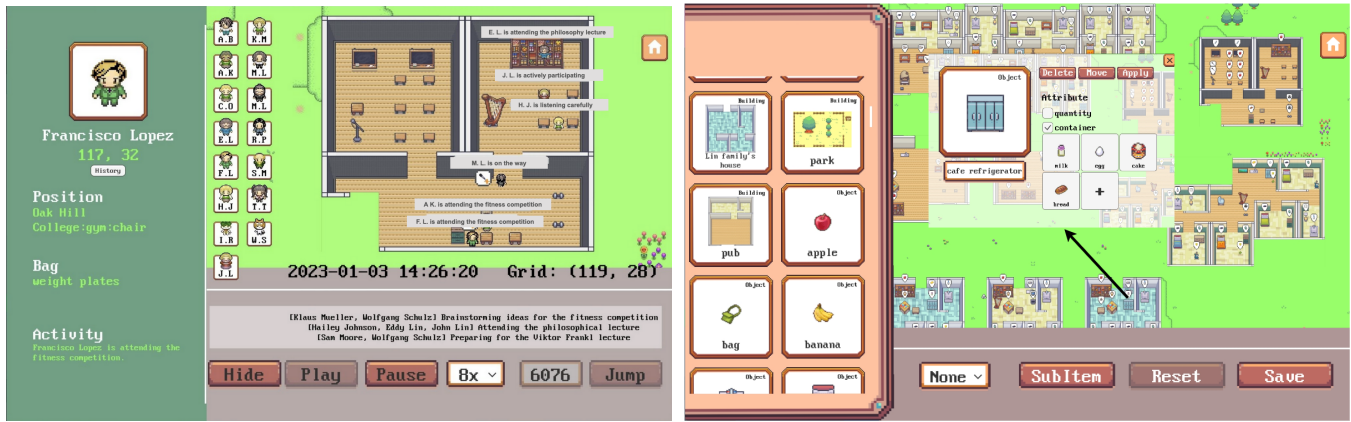 Francisco Lopez
117, 32
History
Position
Oak Hill
College:gym:chair
Bag
weight plates
Activity
Francisco Lopez is attending the
fitness competition.
A.B
K.M
A.K
M.L
C.O
M.L
E.L
R.P
F.L
S.M
H.J
T.T
I.R
W.S
J.L
E. L. is attending the philosophy lecture
J. L. is actively participating
H. J. is listening carefully
M. L. is on the way
A K. is attending the fitness competition
F. L. is attending the fitness competition
2023-01-03 14:26:20 Grid: (119, 28)
[Klaus Mueller, Wolfgang Schulz] Brainstorming ideas for the fitness competition
[Hailey Johnson, Eddy Lin, John Lin] Attending the philosophical lecture
[Sam Moore, Wolfgang Schulz] Preparing for the Viktor Frankl lecture
Hide
Play
Pause
8x
6076
Jump
Building
Lin family's
house
Building
park
Building
pub
Object
apple
Object
bag
Object
banana
Object
Object
Object
cafe refrigerator
Delete
Move
Apply
Attribute
quantity
container
milk
egg
cake
bread
None
SubItem
Reset
Save